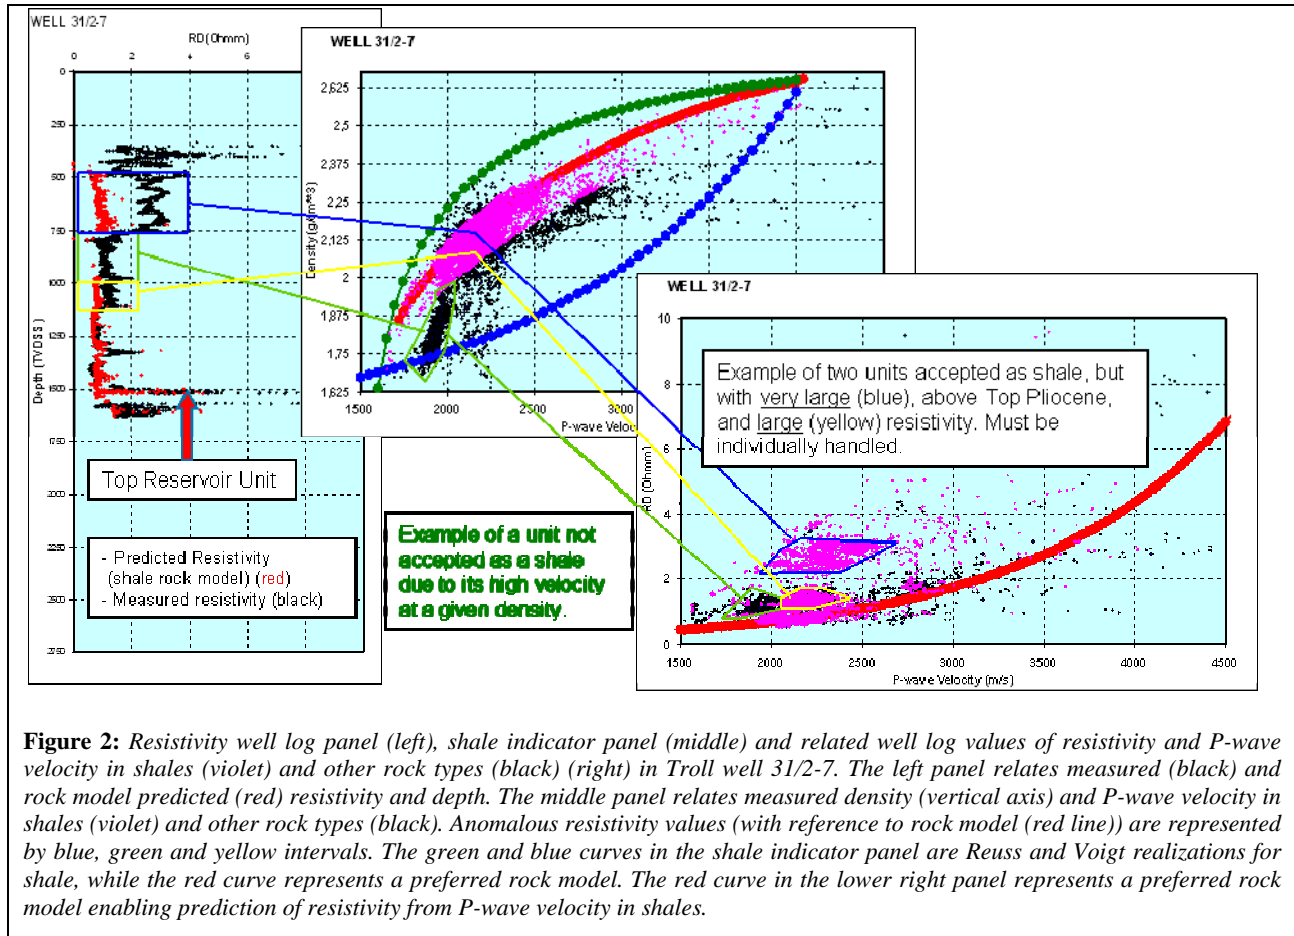 WELL 31/2-7
RD(Ohmm)
0 2 4 6
0
250
500
750
1000
1250
1500
1750
2000
2250
2500
2750
Depth (TVDSS)
Top Reservoir Unit
- Predicted Resistivity
(shale rock model) (red)
- Measured resistivity (black)
WELL 31/2-7
2,625
2,5
2,375
2,25
2,125
2
1,875
1,75
1,625
1500 2000 2500 3000
P-wave Veloc
Example of a unit not
accepted as a shale
due to its high velocity
at a given density.
WELL 31/2-7
Example of two units accepted as shale, but
with very large (blue), above Top Pliocene,
and large (yellow) resistivity. Must be
individually handled.
10
8
6
4
2
0
RD (Ohmm)
1500 2000 2500 3000 3500 4000 4500
P-wave Velocity (m/s)
Figure 2: Resistivity well log panel (left), shale indicator panel (middle) and related well log values of resistivity and P-wave
velocity in shales (violet) and other rock types (black) (right) in Troll well 31/2-7. The left panel relates measured (black) and
rock model predicted (red) resistivity and depth. The middle panel relates measured density (vertical axis) and P-wave velocity in
shales (violet) and other rock types (black). Anomalous resistivity values (with reference to rock model (red line)) are represented
by blue, green and yellow intervals. The green and blue curves in the shale indicator panel are Reuss and Voigt realizations for
shale, while the red curve represents a preferred rock model. The red curve in the lower right panel represents a preferred rock
model enabling prediction of resistivity from P-wave velocity in shales.